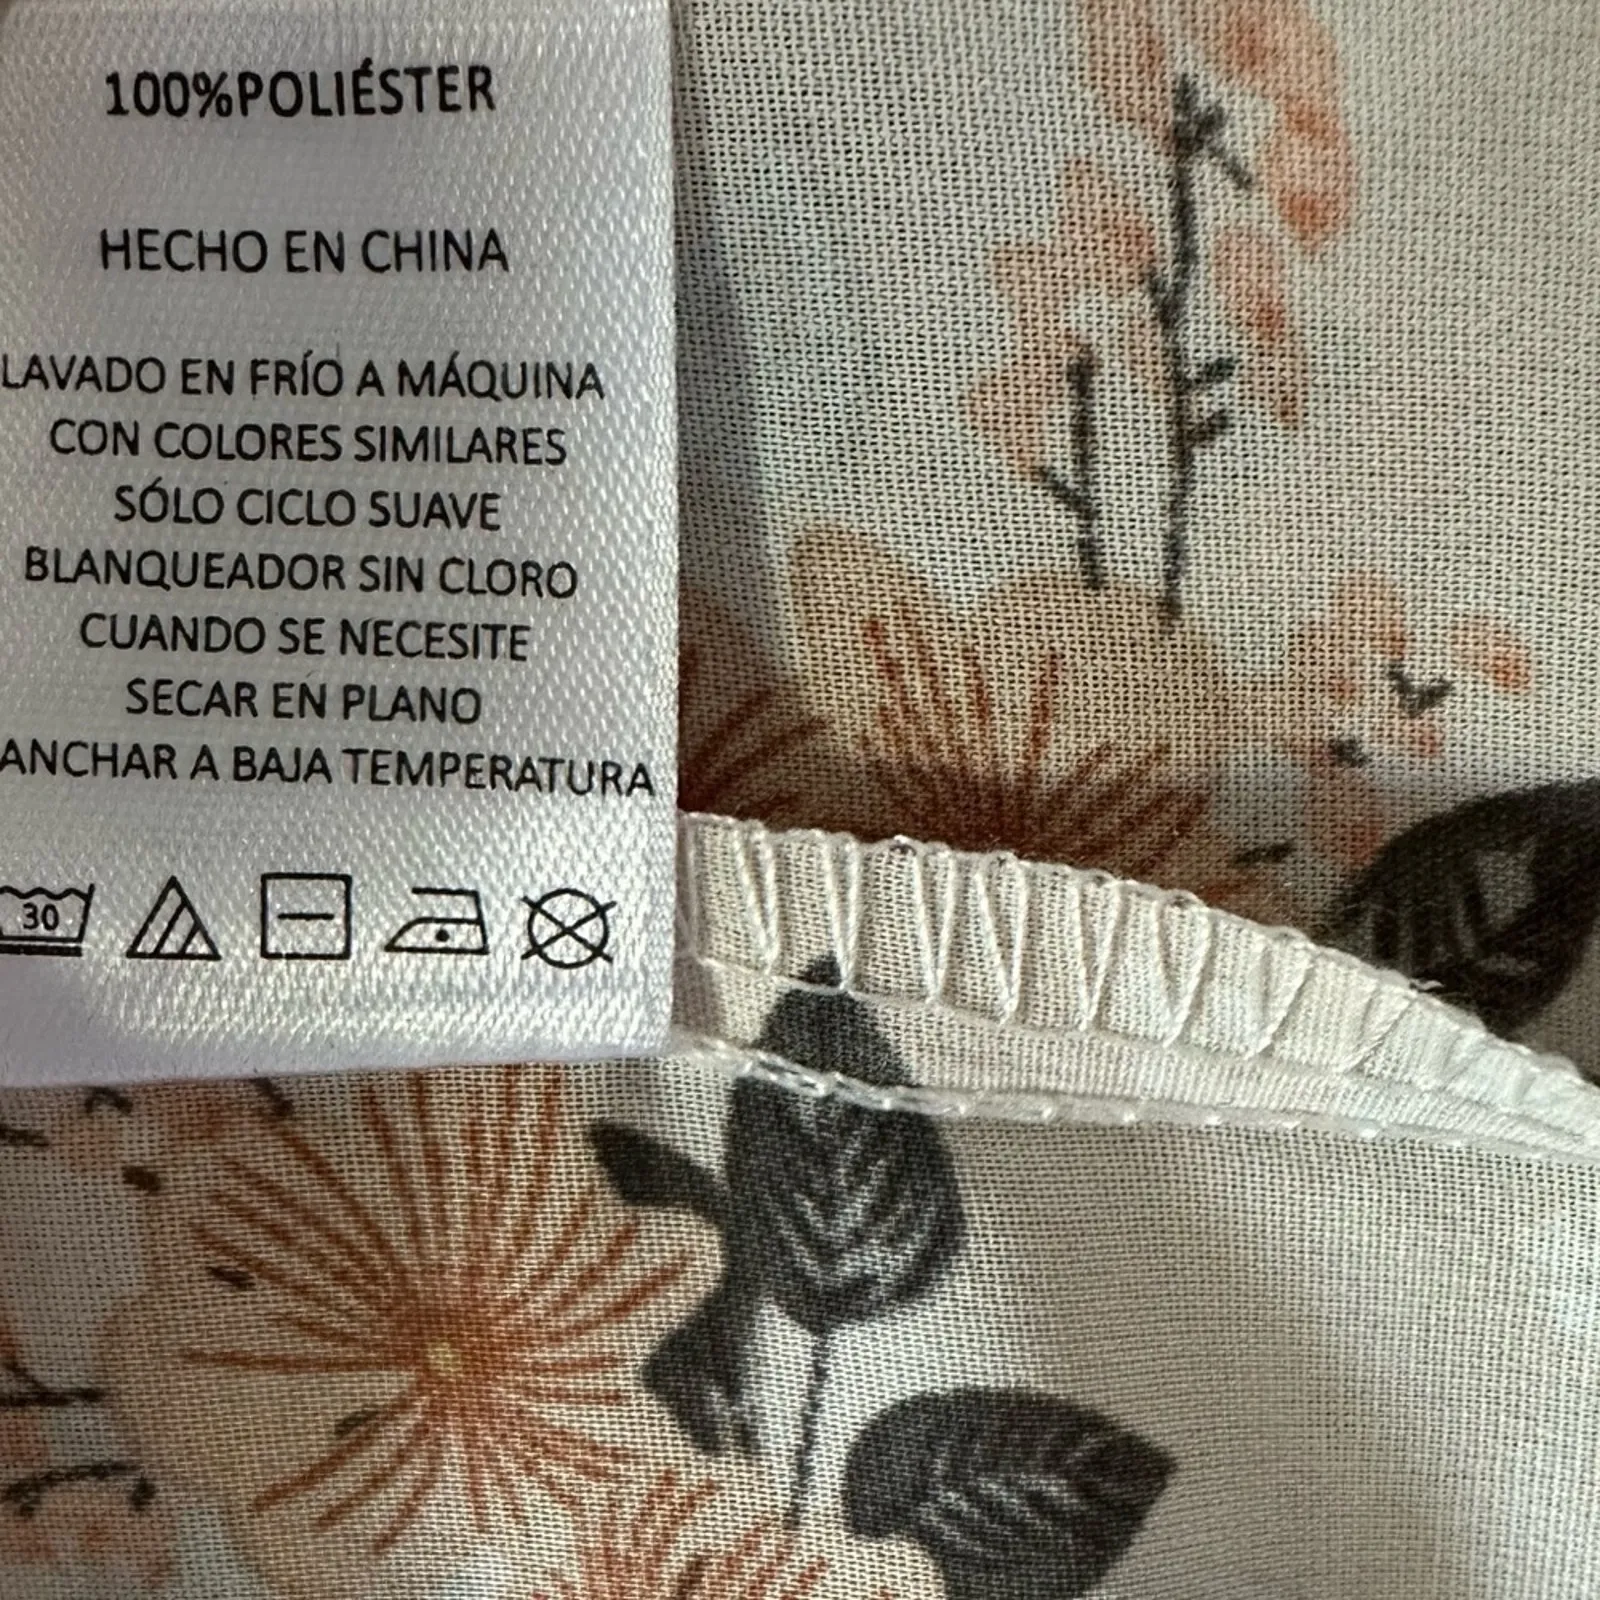 100%POLIÉSTER
HECHO EN CHINA
LAVADO EN FRÍO A MÁQUINA
CON COLORES SIMILARES
SÓLO CICLO SUAVE
BLANQUEADOR SIN CLORO
CUANDO SE NECESITE
SECAR EN PLANO
ANCHAR A BAJA TEMPERATURA
30